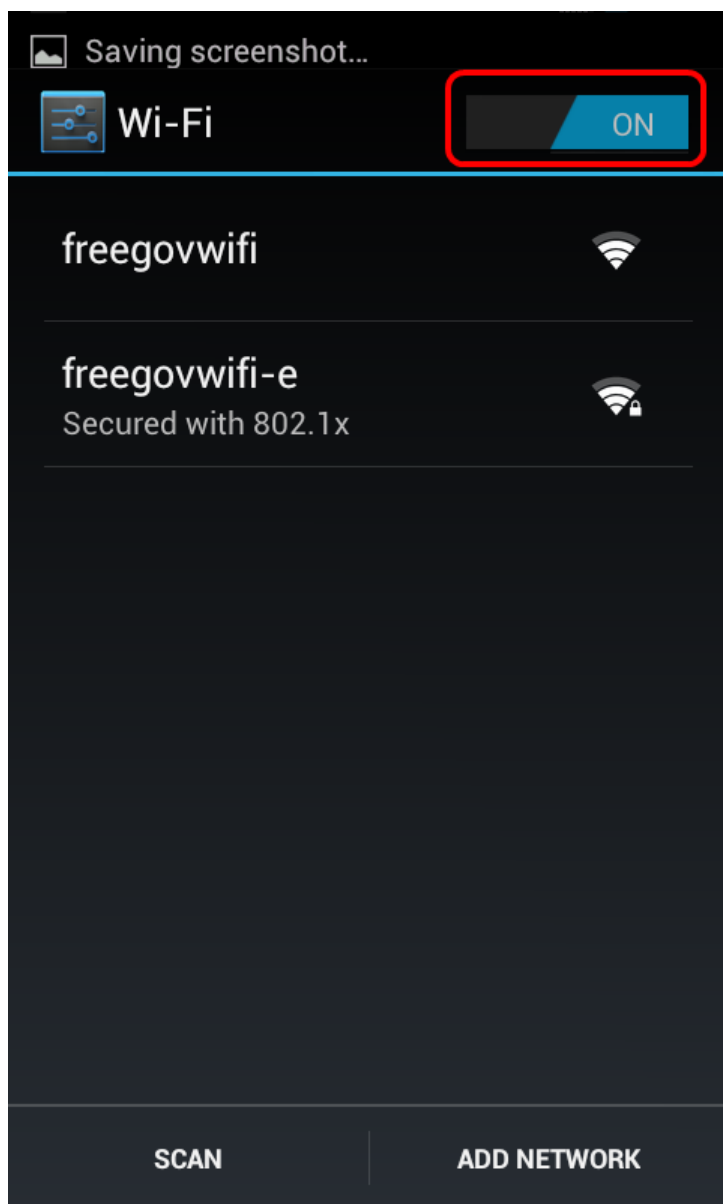 Saving screenshot...
Wi-Fi
ON
freegovwifi
freegovwifi-e
Secured with 802.1x
SCAN
ADD NETWORK